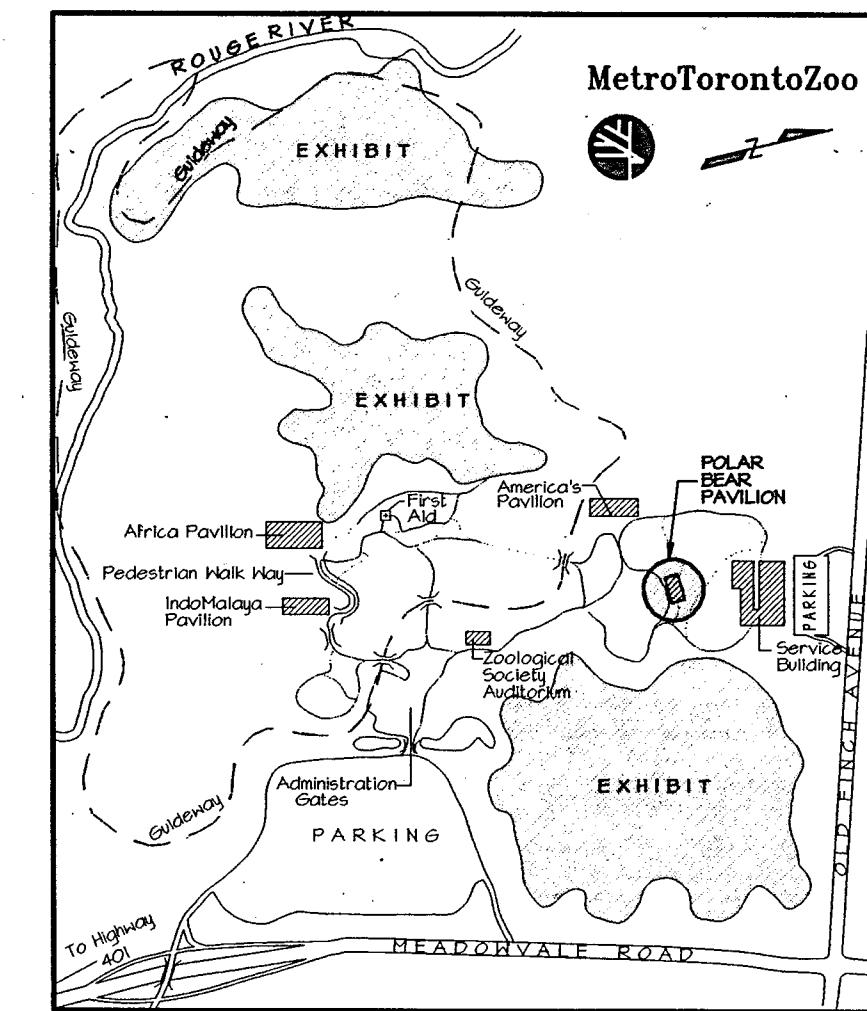 ROUGE RIVER
MetroTorontoZoo
Guideway
EXHIBIT
N
Guideway
Guideway
EXHIBIT
POLAR
BEAR
PAVILION
America's
Pavilion
First
Aid
Africa Pavilion
Pedestrian Walk Way
IndoMalaya
Pavilion
PARKING
Service
Building
Zoological
Society
Auditorium
OLD FINCH AVENUE
Administration
Gates
EXHIBIT
Guideway
PARKING
To Highway
401
MEADOWVALE ROAD